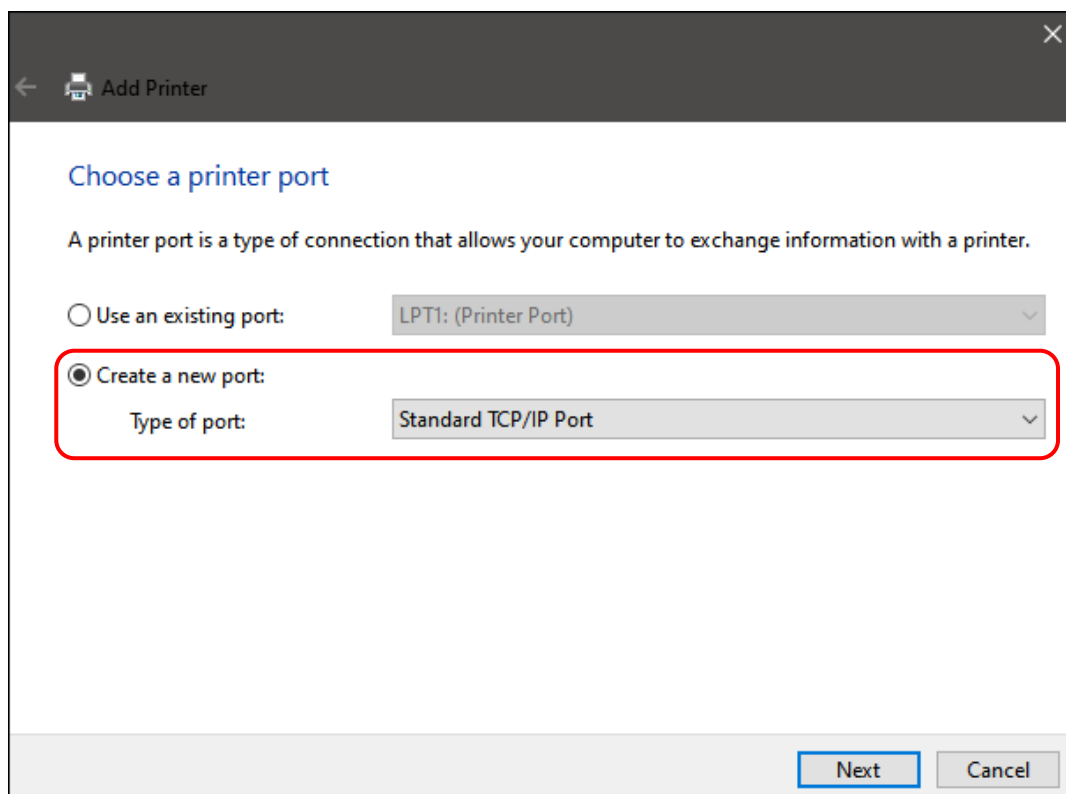 Add Printer
Choose a printer port
A printer port is a type of connection that allows your computer to exchange information with a printer.
Use an existing port: LPT1: (Printer Port)
Create a new port:
Type of port: Standard TCP/IP Port
Next Cancel